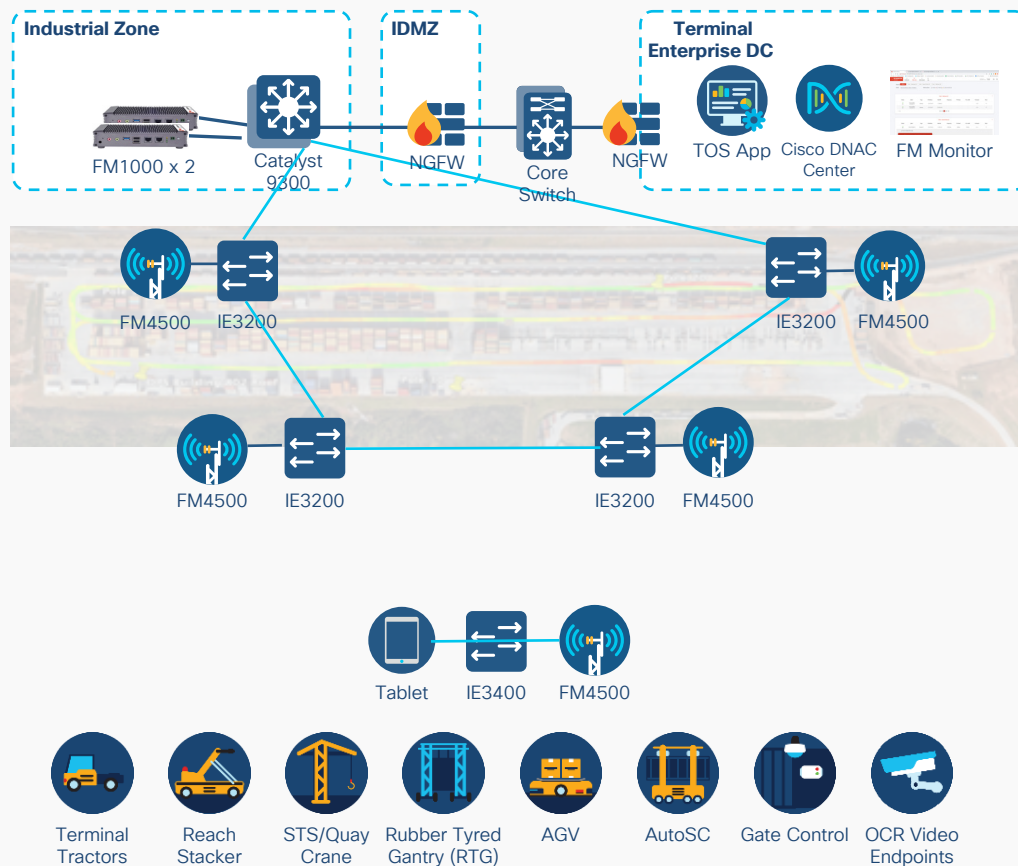 Industrial Zone
IDMZ
Terminal
Enterprise DC
FM1000 x 2
Catalyst
9300
NGFW
Core
Switch
NGFW
TOS App
Cisco DNAC
Center
FM Monitor
FM4500
IE3200
IE3200
FM4500
FM4500
IE3200
IE3200
FM4500
Tablet
IE3400
FM4500
Terminal
Tractors
Reach
Stacker
STS/Quay
Crane
Rubber Tyred
Gantry (RTG)
AGV
AutoSC
Gate Control
OCR Video
Endpoints